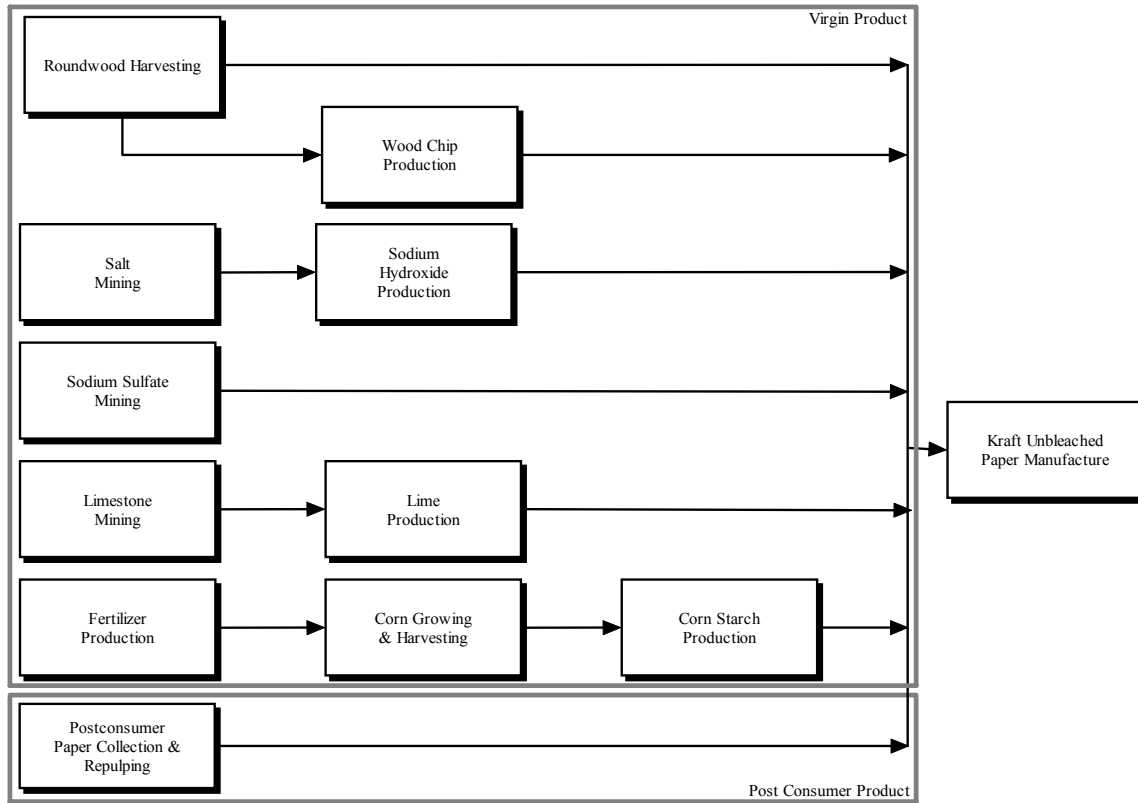 Virgin Product
Roundwood Harvesting
Wood Chip
Production
Salt
Mining
Sodium
Hydroxide
Production
Sodium Sulfate
Mining
Kraft Unbleached
Paper Manufacture
Limestone
Mining
Lime
Production
Fertilizer
Production
Corn Growing
& Harvesting
Corn Starch
Production
Postconsumer
Paper Collection &
Repulping
Post Consumer Product